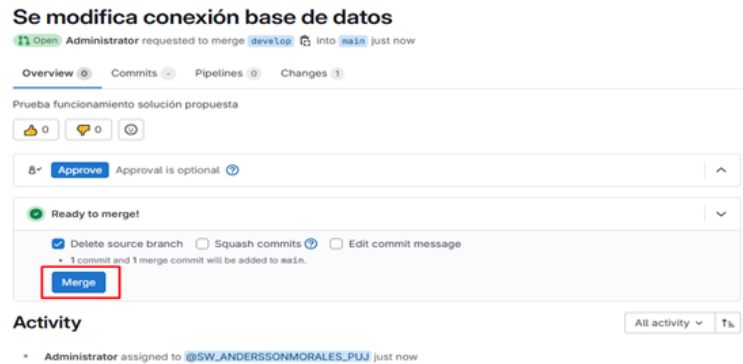 Se modifica conexión base de datos
Open Administrator requested to merge develop into main just now
Overview 0 Commits - Pipelines 0 Changes 1
Prueba funcionamiento solución propuesta
0 0
Approve Approval is optional
Ready to merge!
Delete source branch Squash commits Edit commit message
• 1 commit and 1 merge commit will be added to main.
Merge
Activity All activity
Administrator assigned to @SW_ANDERSSONMORALES_PUJ just now